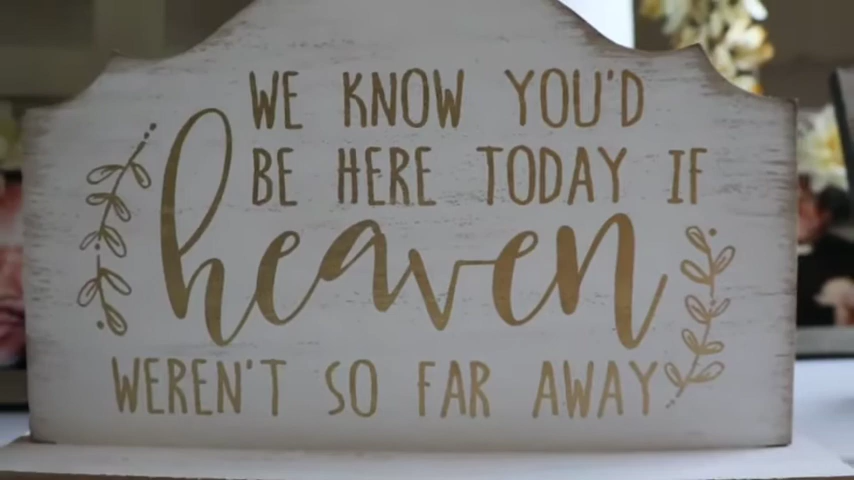 WE KNOW YOU'D
BE HERE TODAY IF
heaven
WEREN'T SO FAR AWAY